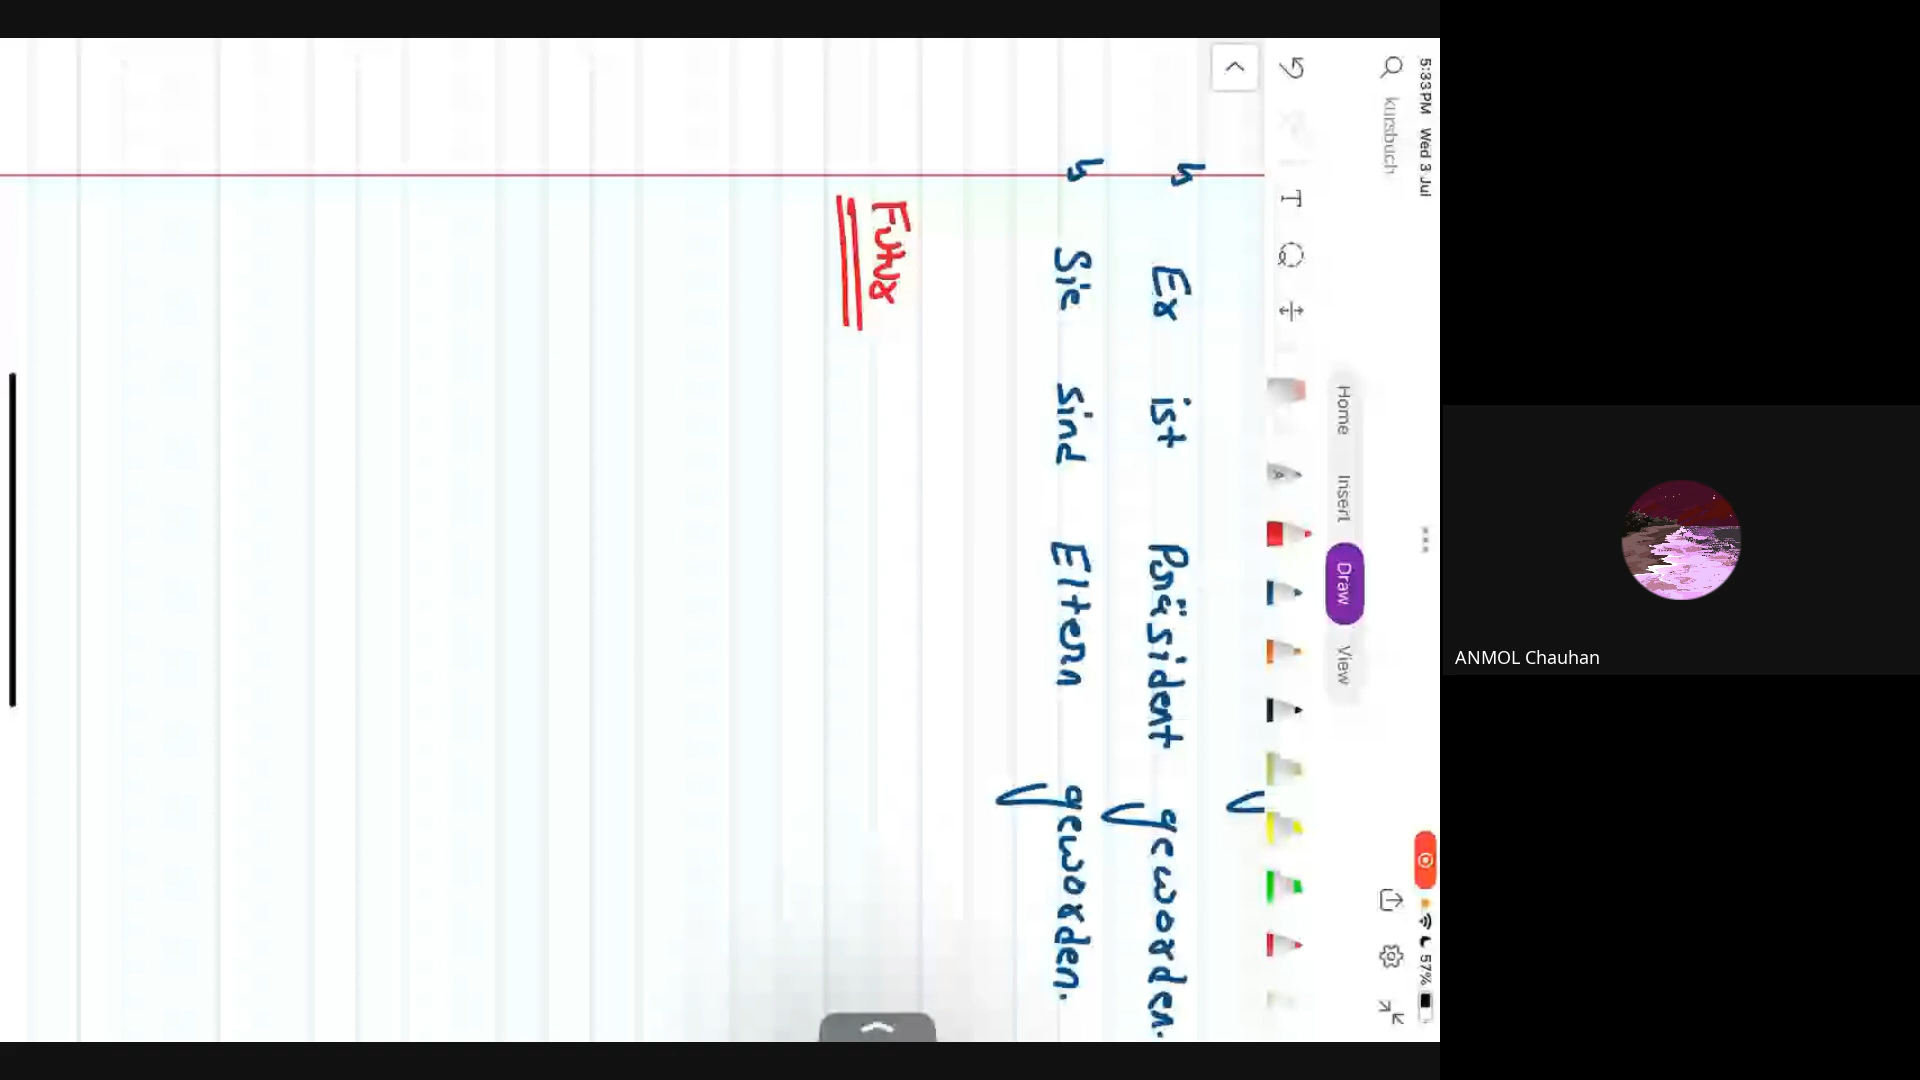 5:33 PM Wed 3 Jul
57%
kursbuch
Home Insert Draw View
↳ Er ist Präsident geworden.
↳ Sie sind Eltern geworden.
Futur
ANMOL Chauhan